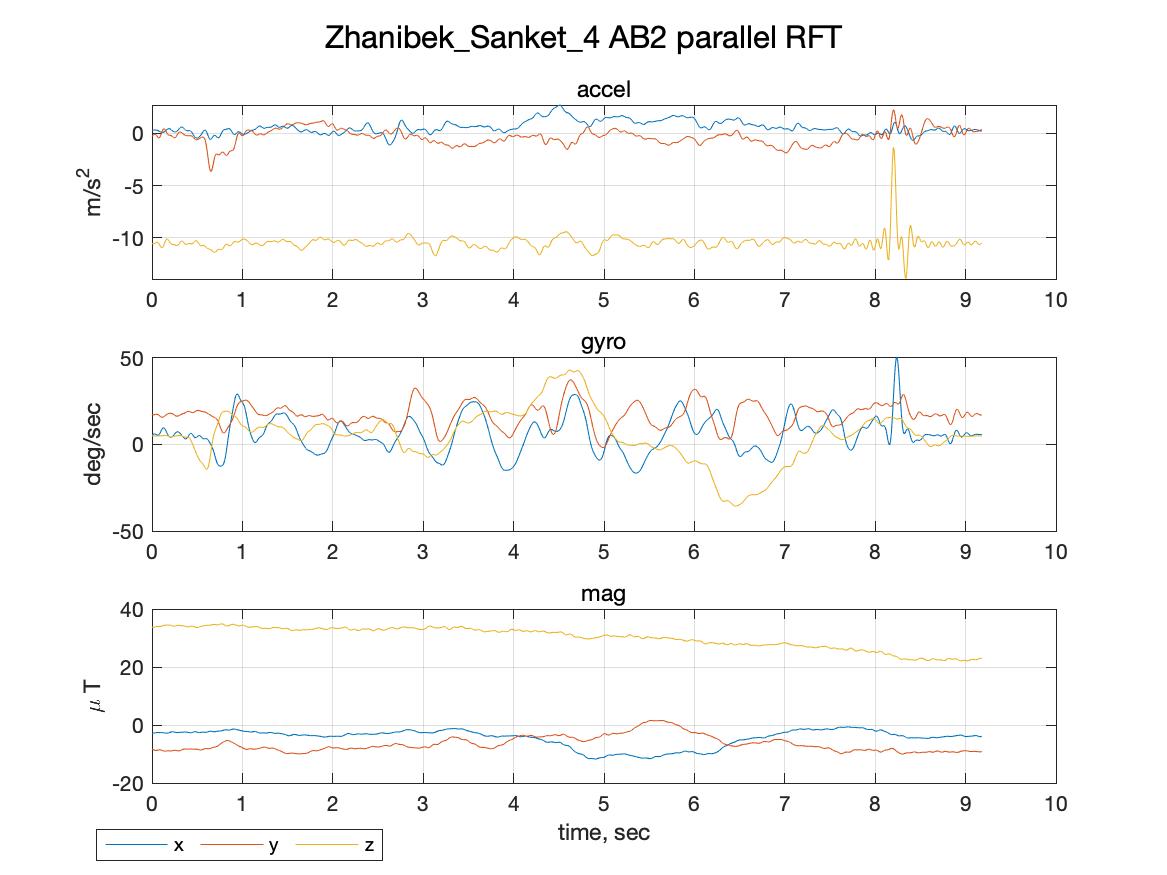 Zhanibek_Sanket_4 AB2 parallel RFT
accel
m/s²
0
-5
-10
0 1 2 3 4 5 6 7 8 9 10
gyro
deg/sec
50
0
-50
0 1 2 3 4 5 6 7 8 9 10
mag
μ T
40
20
0
-20
0 1 2 3 4 5 6 7 8 9 10
time, sec
x y z